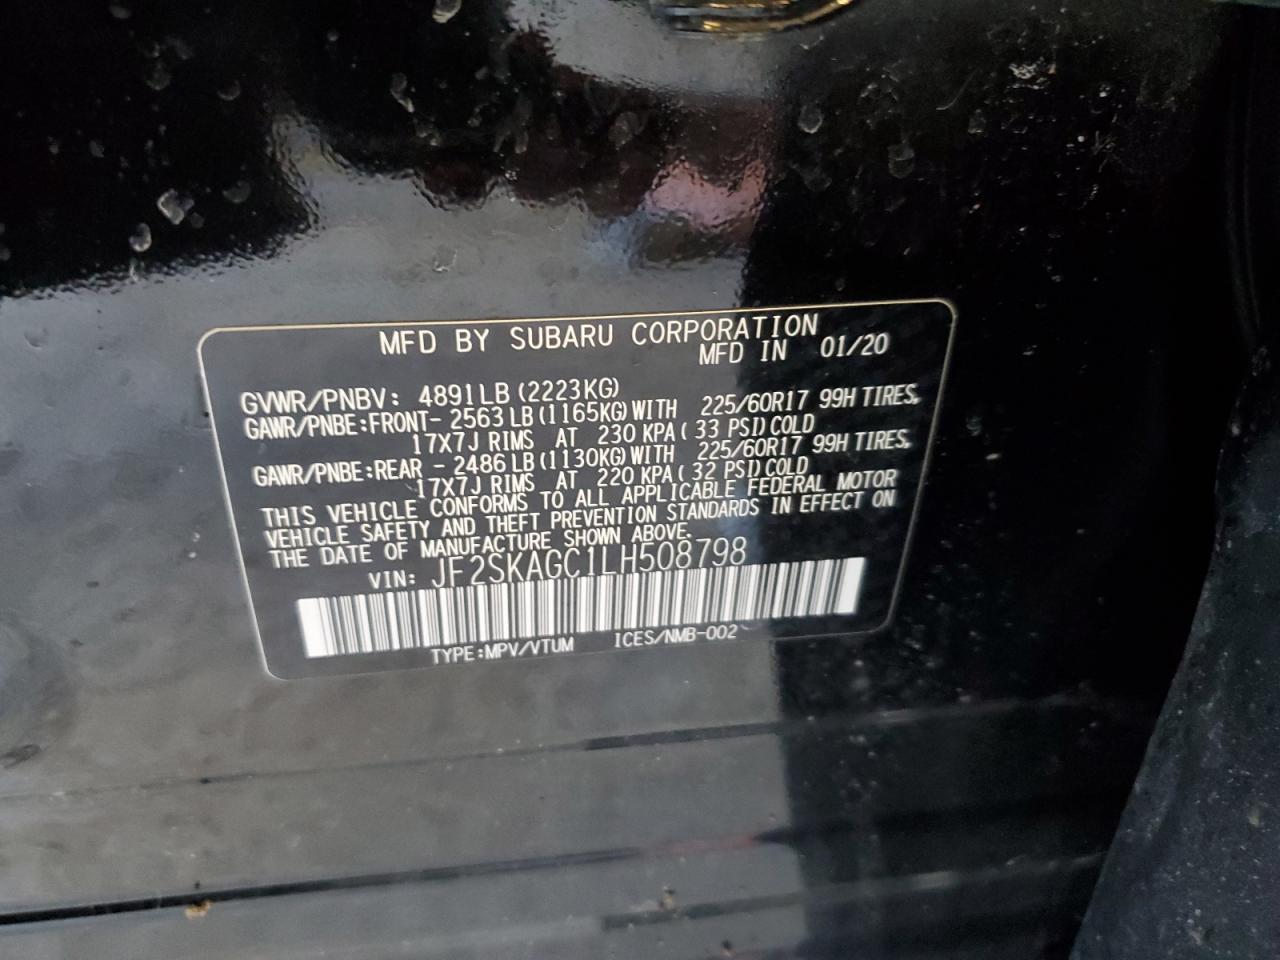 MFD BY SUBARU CORPORATION
MFD IN 01/20
GVWR/PNBV: 4891LB (2223KG)
GAWR/PNBE:FRONT- 2563LB (1165KG) WITH 225/60R17 99H TIRES,
17X7J RIMS AT 230 KPA ( 33 PSI) COLD
GAWR/PNBE:REAR - 2486LB (1130KG) WITH 225/60R17 99H TIRES,
17X7J RIMS AT 220 KPA ( 32 PSI) COLD
THIS VEHICLE CONFORMS TO ALL APPLICABLE FEDERAL MOTOR
VEHICLE SAFETY AND THEFT PREVENTION STANDARDS IN EFFECT ON
THE DATE OF MANUFACTURE SHOWN ABOVE.
VIN: JF2SKAGC1LH508798
TYPE:MPV/VTUM ICES/NMB-002